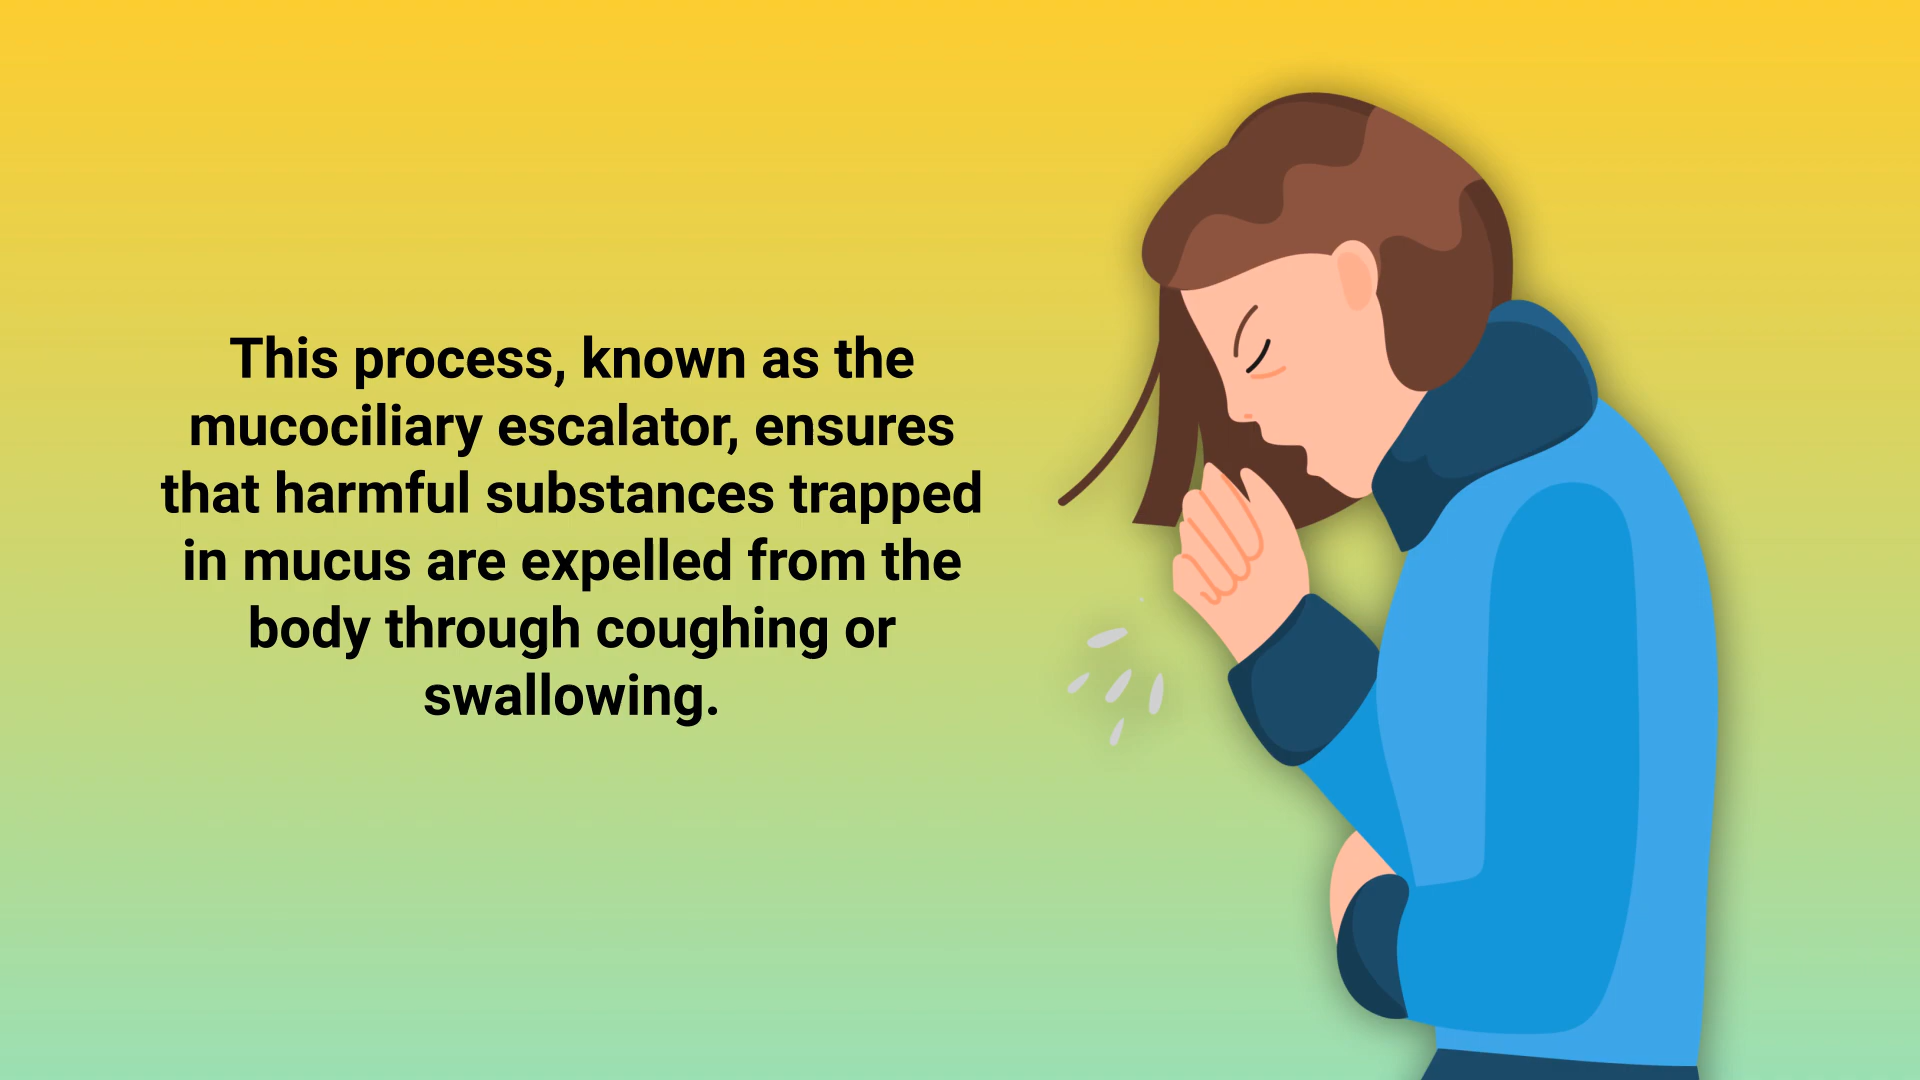 This process, known as the
mucociliary escalator, ensures
that harmful substances trapped
in mucus are expelled from the
body through coughing or
swallowing.